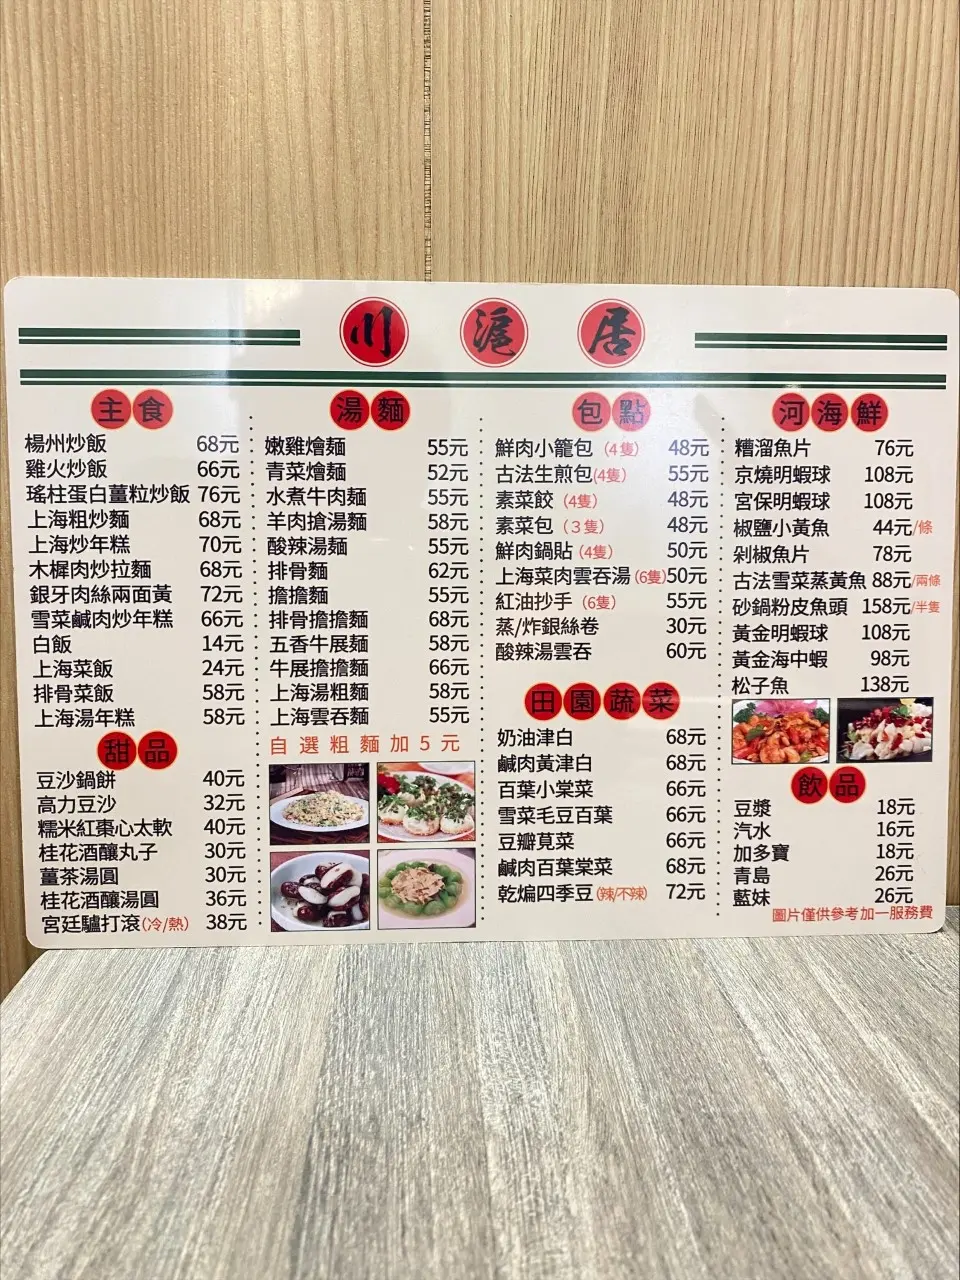 川滬居
主食
楊州炒飯 68元
雞火炒飯 66元
瑤柱蛋白薑粒炒飯 76元
上海粗炒麵 68元
上海炒年糕 70元
木樨肉炒拉麵 68元
銀牙肉絲兩面黃 72元
雪菜鹹肉炒年糕 66元
白飯 14元
上海菜飯 24元
排骨菜飯 58元
上海湯年糕 58元
甜品
豆沙鍋餅 40元
高力豆沙 32元
糯米紅棗心太軟 40元
桂花酒釀丸子 30元
薑茶湯圓 30元
桂花酒釀湯圓 36元
宮廷驢打滾(冷/熱) 38元
湯麵
嫩雞燴麵 55元
青菜燴麵 52元
水煮牛肉麵 55元
羊肉搶湯麵 58元
酸辣湯麵 55元
排骨麵 62元
擔擔麵 55元
排骨擔擔麵 68元
五香牛展麵 58元
牛展擔擔麵 66元
上海湯粗麵 58元
上海雲吞麵 55元
自選粗麵加5元
包點
鮮肉小籠包 (4隻) 48元
古法生煎包(4隻) 55元
素菜餃 (4隻) 48元
素菜包 (3隻) 48元
鮮肉鍋貼 (4隻) 50元
上海菜肉雲吞湯 (6隻) 50元
紅油抄手 (6隻) 55元
蒸/炸銀絲卷 30元
酸辣湯雲吞 60元
田園蔬菜
奶油津白 68元
鹹肉黃津白 68元
百葉小棠菜 66元
雪菜毛豆百葉 66元
豆瓣莧菜 66元
鹹肉百葉棠菜 68元
乾煸四季豆(辣/不辣) 72元
河海鮮
糟溜魚片 76元
京燒明蝦球 108元
宮保明蝦球 108元
椒鹽小黃魚 44元/條
剁椒魚片 78元
古法雪菜蒸黃魚 88元/兩條
砂鍋粉皮魚頭 158元/半隻
黃金明蝦球 108元
黃金海中蝦 98元
松子魚 138元
飲品
豆漿 18元
汽水 16元
加多寶 18元
青島 26元
藍妹 26元
圖片僅供參考加一服務費